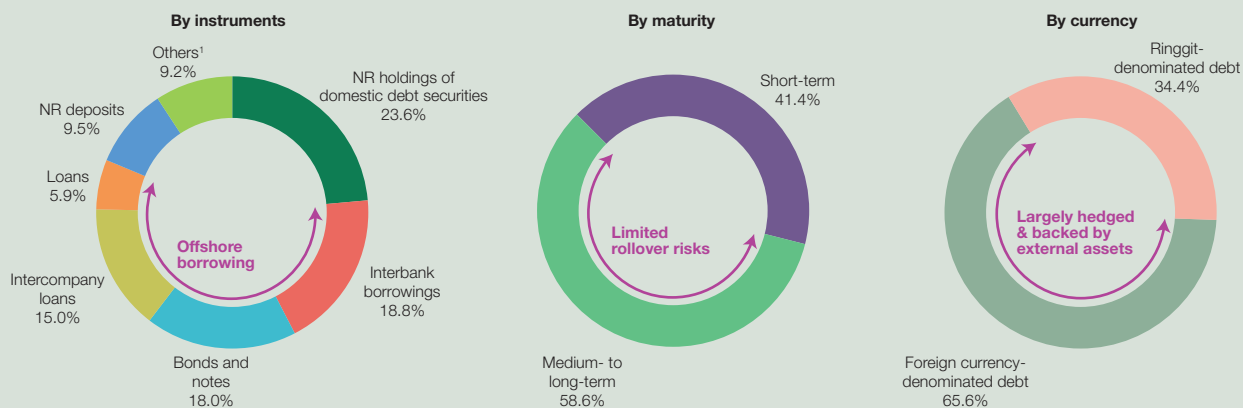 By instruments
Others¹
9.2%
NR holdings of
domestic debt securities
23.6%
NR deposits
9.5%
Loans
5.9%
Offshore
borrowing
Intercompany
loans
15.0%
Interbank
borrowings
18.8%
Bonds and
notes
18.0%
By maturity
Short-term
41.4%
Limited
rollover risks
Medium- to
long-term
58.6%
By currency
Ringgit-
denominated debt
34.4%
Largely hedged
& backed by
external assets
Foreign currency-
denominated debt
65.6%